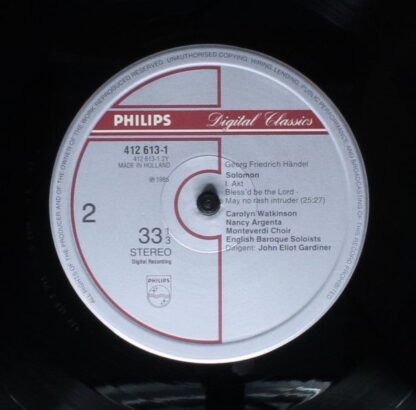 ALL RIGHTS OF THE PRODUCER AND OF THE OWNER OF THE WORK REPRODUCED RESERVED. UNAUTHORISED COPYING, HIRING, LENDING, PUBLIC PERFORMANCE AND BROADCASTING OF THIS RECORD PROHIBITED.
PHILIPS
Digital Classics
412 613-1
412 613-1 2Y
MADE IN HOLLAND
℗ 1985
2
33 1/3
STEREO
Digital Recording
PHILIPS
Georg Friedrich Händel
Solomon
I. Akt
Bless'd be the Lord -
May no rash intruder (25:27)
Carolyn Watkinson
Nancy Argenta
Monteverdi Choir
English Baroque Soloists
Dirigent: John Eliot Gardiner